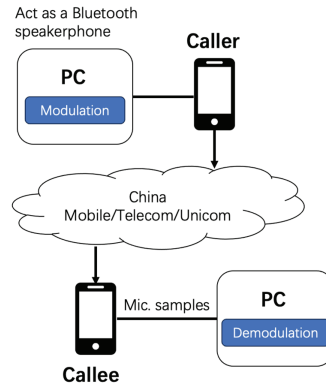 Act as a Bluetooth
speakerphone
Caller
PC
Modulation
China
Mobile/Telecom/Unicom
Mic. samples
PC
Demodulation
Callee